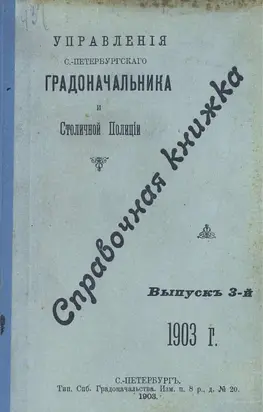 УПРАВЛЕНІЯ
С.-ПЕТЕРБУРГСКАГО
ГРАДОНАЧАЛЬНИКА
и
Столичной Полиціи
Справочная книжка
Выпускъ 3-й
1903 г.
С.-ПЕТЕРБУРГЪ.
Тип. Спб. Градоначальства. Изм. п. 8 р., д. № 20.
1903.